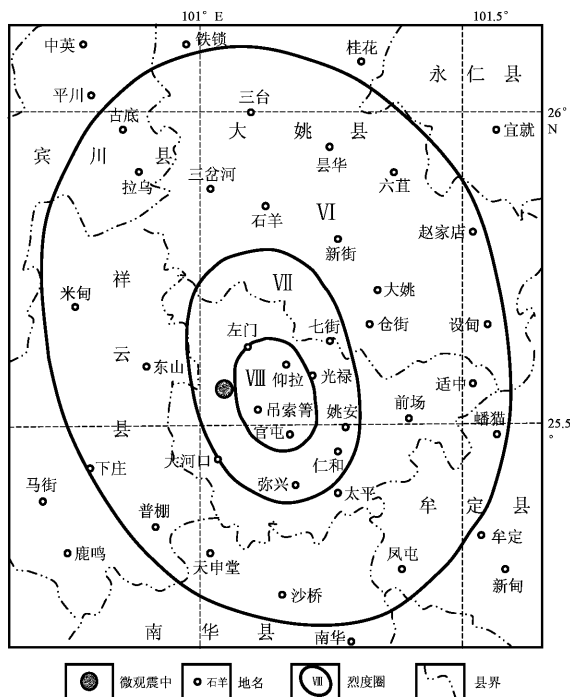 101° E 101.5°
中英 铁锁 桂花
永仁县
平川 三台
26°
N
古底 大姚县 宜就
宾川县 昙华
拉乌 三岔河 六苴
石羊 Ⅵ
新街 赵家店
祥云县
米甸 Ⅶ 大姚
左门 七街 仓街 设甸
东山 Ⅷ 仰拉 光禄 适中
吊索箐 姚安 前场 蟠猫
25.5
°
官屯
大河口 仁和
下庄 弥兴 太平 牟定县
马街 普棚
牟定
鹿鸣 天申堂 凤屯 新甸
沙桥
南华县 南华
微观震中 石羊 地名 Ⅷ 烈度圈 县界